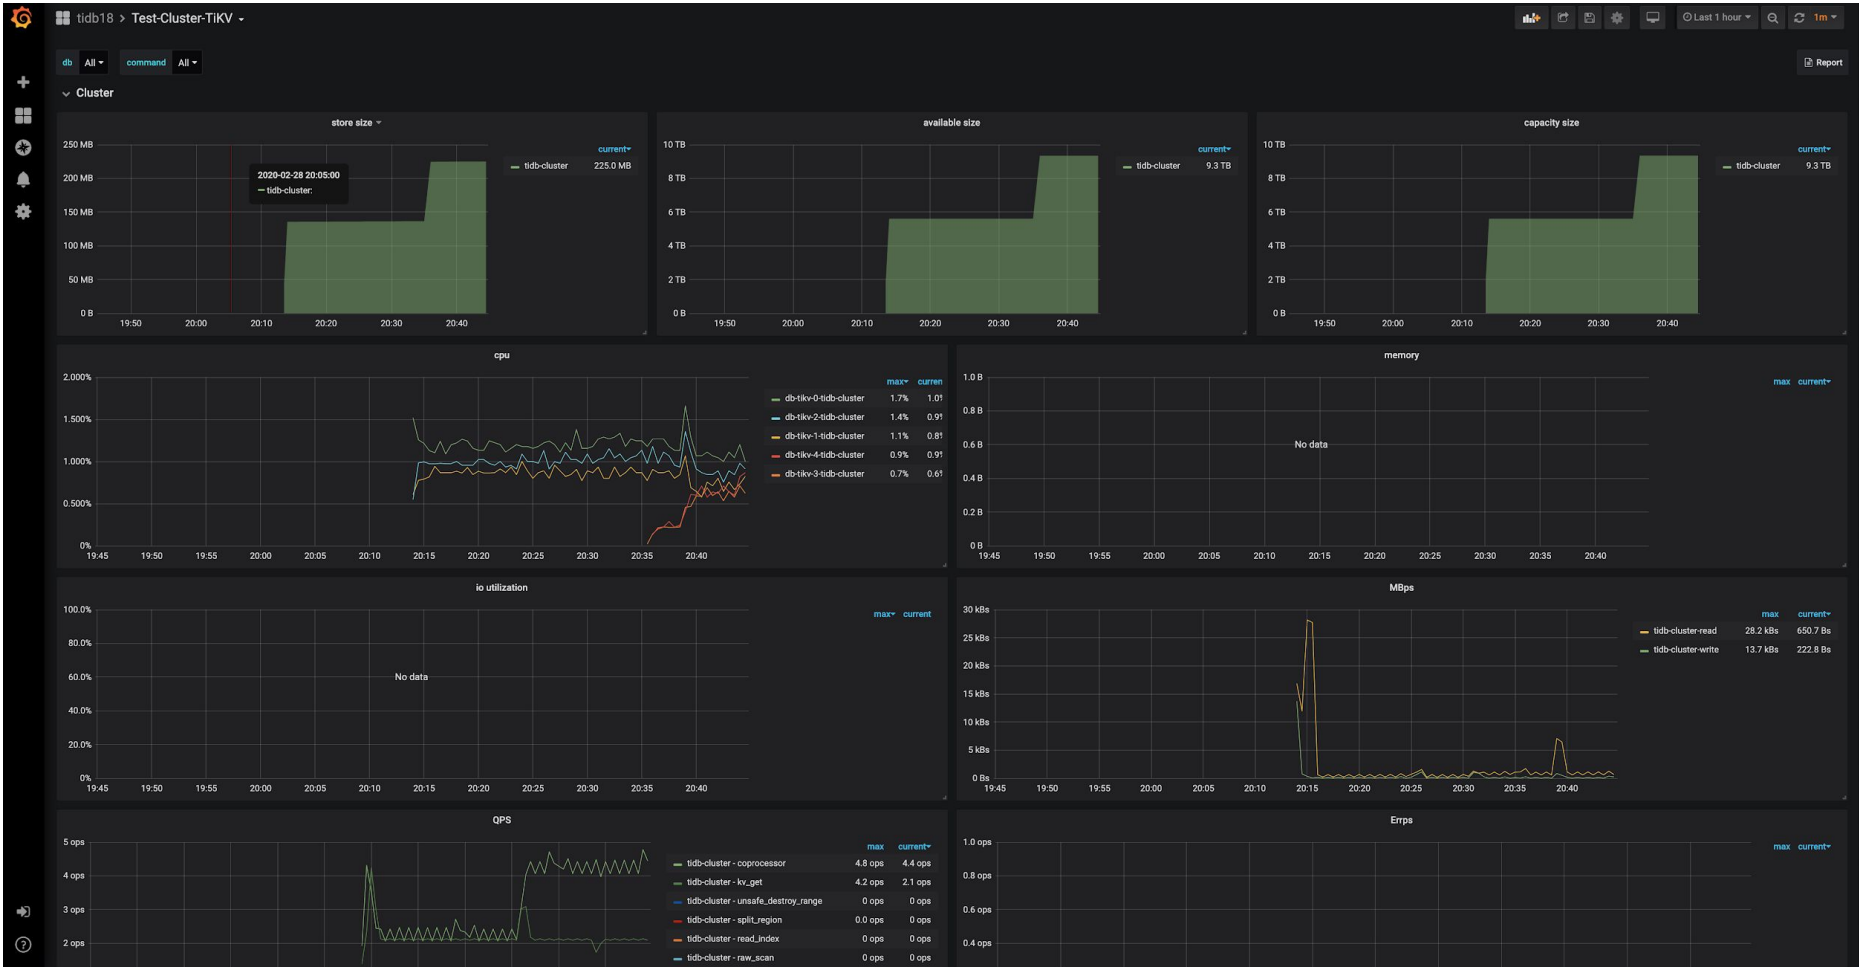 tidb18 > Test-Cluster-TiKV
Last 1 hour
1m
db All command All
Report
Cluster
store size
250 MB
200 MB
150 MB
100 MB
50 MB
0 B
19:50 20:00 20:10 20:20 20:30 20:40
2020-02-28 20:05:00
tidb-cluster:
current
tidb-cluster 225.0 MB
available size
10 TB
8 TB
6 TB
4 TB
2 TB
0 B
19:50 20:00 20:10 20:20 20:30 20:40
current
tidb-cluster 9.3 TB
capacity size
10 TB
8 TB
6 TB
4 TB
2 TB
0 B
19:50 20:00 20:10 20:20 20:30 20:40
current
tidb-cluster 9.3 TB
cpu
2.000%
1.500%
1.000%
0.500%
0%
19:45 19:50 19:55 20:00 20:05 20:10 20:15 20:20 20:25 20:30 20:35 20:40
max curren
db-tikv-0-tidb-cluster 1.7% 1.0
db-tikv-2-tidb-cluster 1.4% 0.9
db-tikv-1-tidb-cluster 1.1% 0.8
db-tikv-4-tidb-cluster 0.9% 0.9
db-tikv-3-tidb-cluster 0.7% 0.6
memory
1.0 B
0.8 B
0.6 B
0.4 B
0.2 B
0 B
19:45 19:50 19:55 20:00 20:05 20:10 20:15 20:20 20:25 20:30 20:35 20:40
No data
max current
io utilization
100.0%
80.0%
60.0%
40.0%
20.0%
0%
19:45 19:50 19:55 20:00 20:05 20:10 20:15 20:20 20:25 20:30 20:35 20:40
No data
max current
MBps
30 kBs
25 kBs
20 kBs
15 kBs
10 kBs
5 kBs
0 Bs
19:45 19:50 19:55 20:00 20:05 20:10 20:15 20:20 20:25 20:30 20:35 20:40
max current
tidb-cluster-read 28.2 kBs 650.7 Bs
tidb-cluster-write 13.7 kBs 222.8 Bs
QPS
5 ops
4 ops
3 ops
2 ops
max current
tidb-cluster - coprocessor 4.8 ops 4.4 ops
tidb-cluster - kv_get 4.2 ops 2.1 ops
tidb-cluster - unsafe_destroy_range 0 ops 0 ops
tidb-cluster - split_region 0.0 ops 0 ops
tidb-cluster - read_index 0 ops 0 ops
tidb-cluster - raw_scan 0 ops 0 ops
Errps
1.0 ops
0.8 ops
0.6 ops
0.4 ops
max current